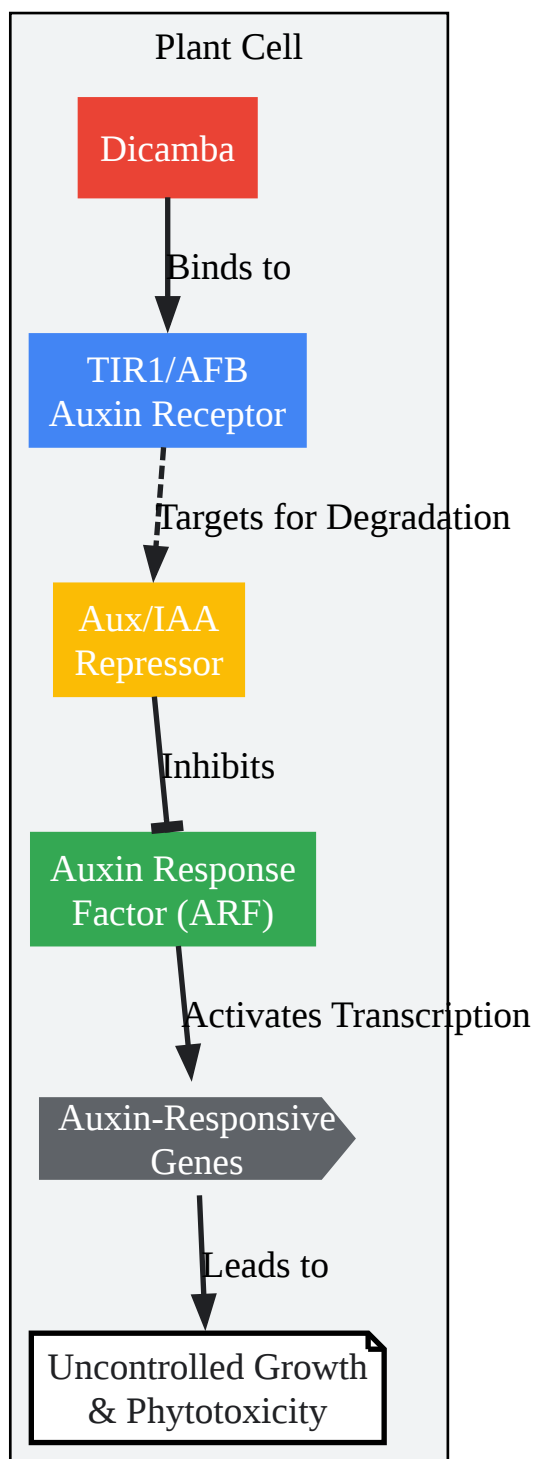 Plant Cell
Dicamba
Binds to
TIR1/AFB
Auxin Receptor
Targets for Degradation
Aux/IAA
Repressor
Inhibits
Auxin Response
Factor (ARF)
Activates Transcription
Auxin-Responsive
Genes
Leads to
Uncontrolled Growth
& Phytotoxicity